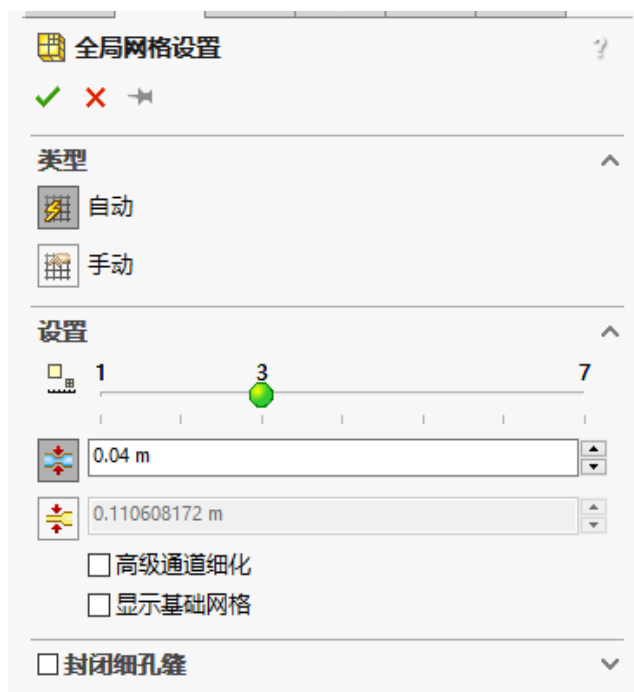 全局网格设置
?
类型
自动
手动
设置
1 3 7
0.04 m
0.110608172 m
高级通道细化
显示基础网格
封闭细孔缝